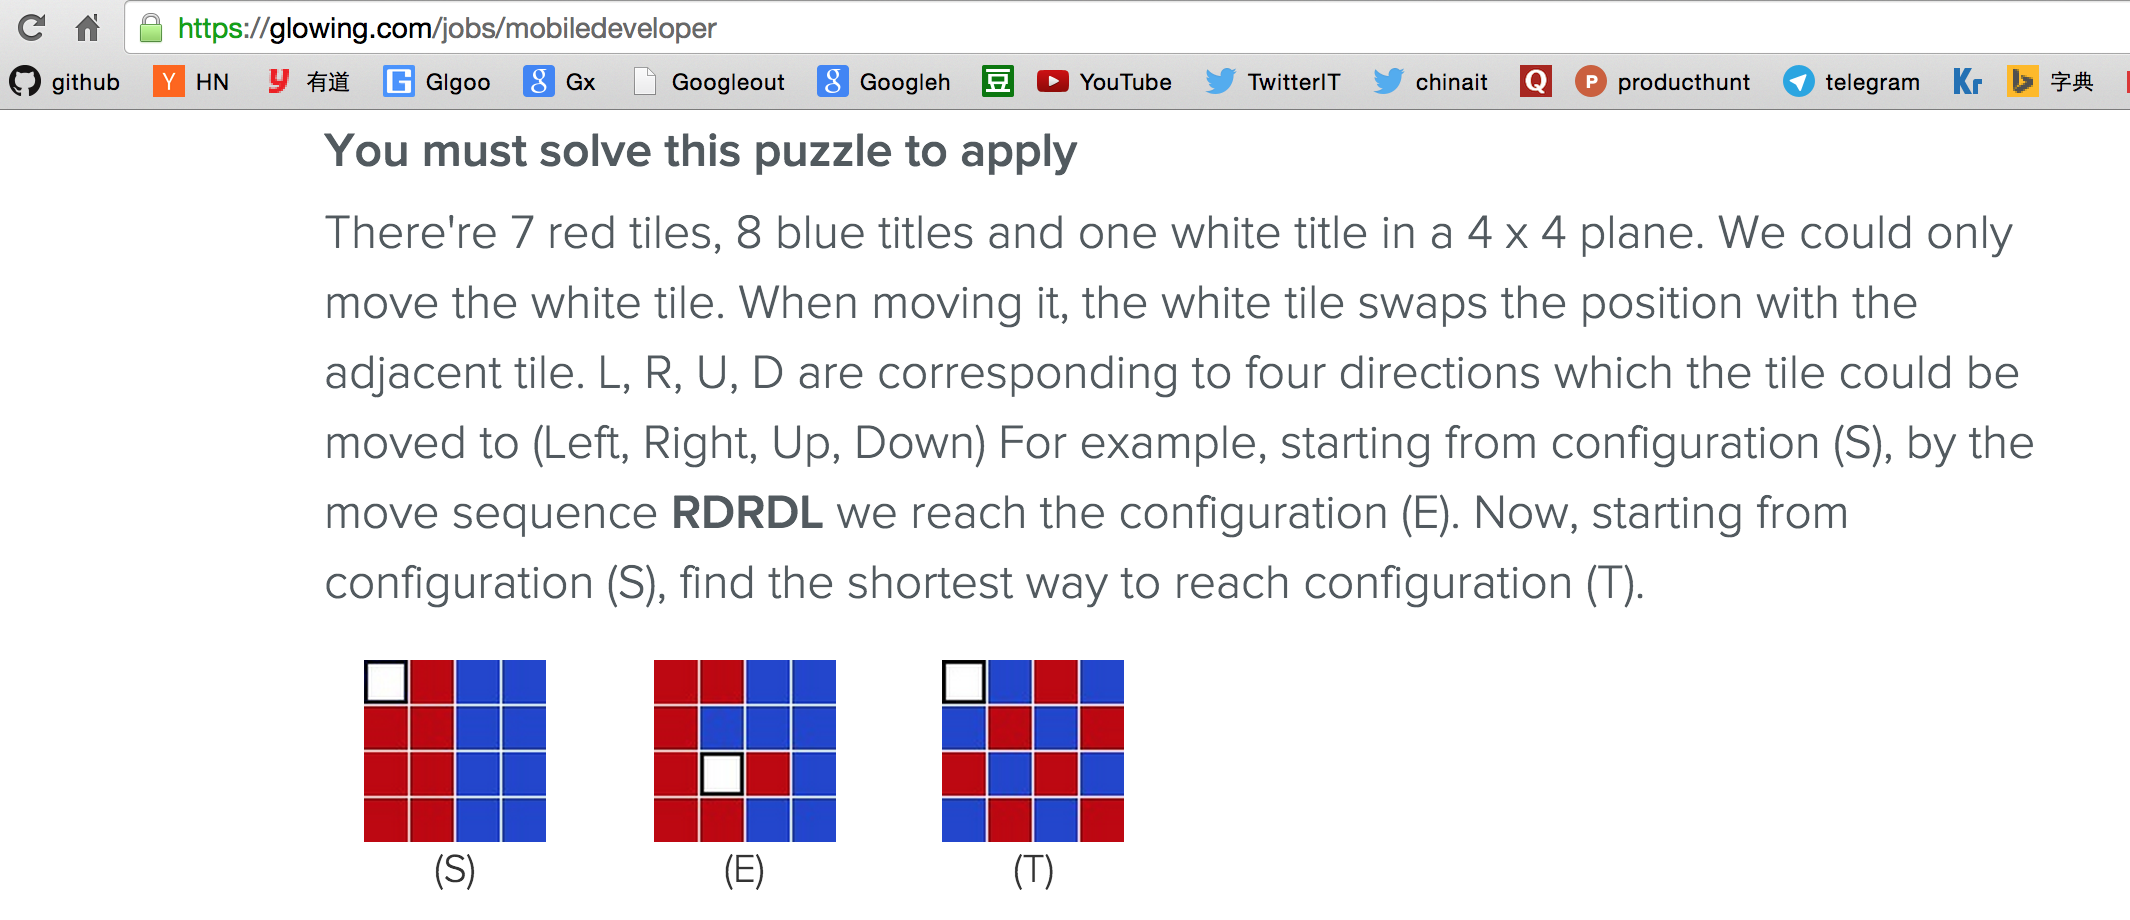 https://glowing.com/jobs/mobiledeveloper
github Y HN y 有道 G Glgoo g Gx Googleout g Googleh 豆 YouTube TwitterIT chinait Q P producthunt telegram Kr 字典
You must solve this puzzle to apply
There're 7 red tiles, 8 blue titles and one white title in a 4 x 4 plane. We could only
move the white tile. When moving it, the white tile swaps the position with the
adjacent tile. L, R, U, D are corresponding to four directions which the tile could be
moved to (Left, Right, Up, Down) For example, starting from configuration (S), by the
move sequence RDRDL we reach the configuration (E). Now, starting from
configuration (S), find the shortest way to reach configuration (T).
(S) (E) (T)